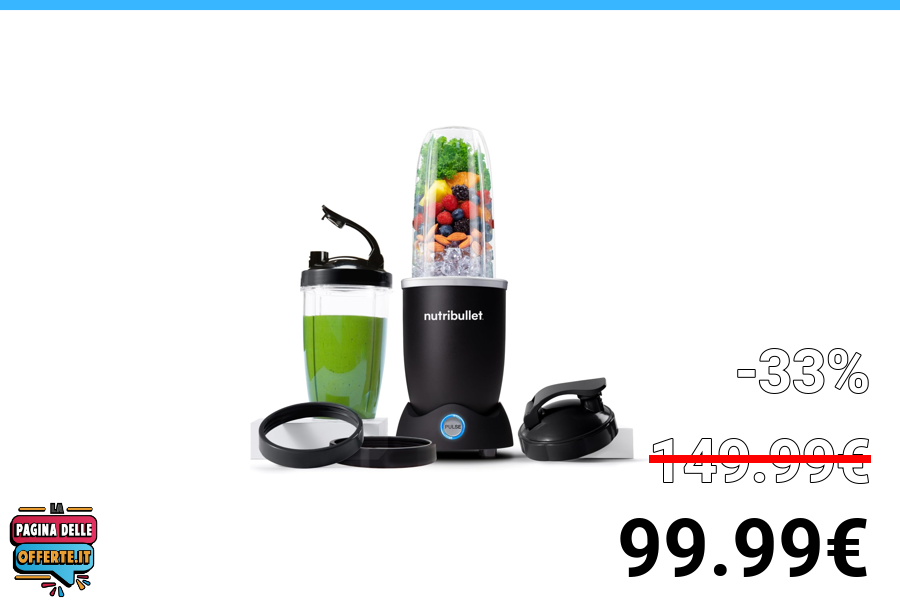 nutribullet
PULSE
-33%
149.99€
99.99€
LA
PAGINA DELLE
OFFERTE.IT